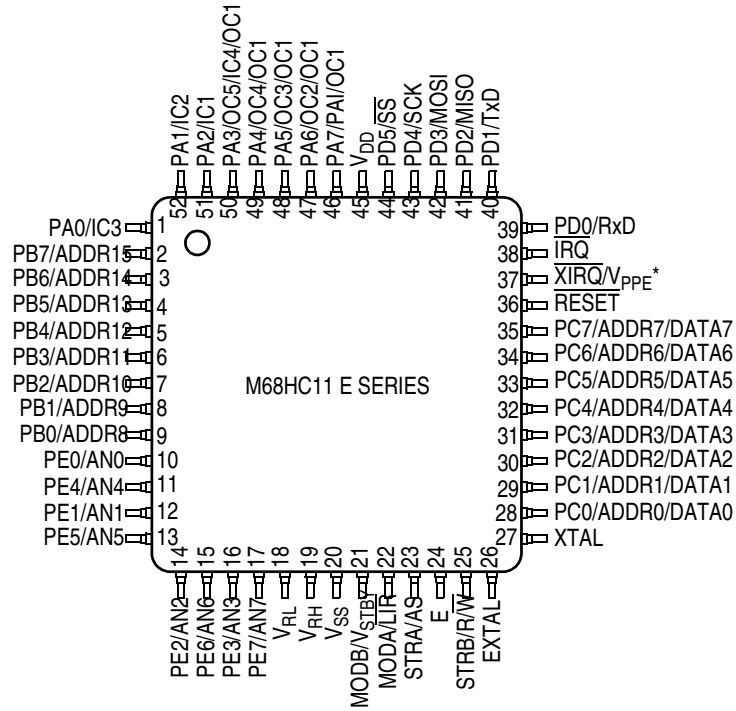 PA1/IC2
PA2/IC1
PA3/OC5/IC4/OC1
PA4/OC4/OC1
PA5/OC3/OC1
PA6/OC2/OC1
PA7/PAI/OC1
VDD
PD5/SS
PD4/SCK
PD3/MOSI
PD2/MISO
PD1/TxD
52
51
50
49
48
47
46
45
44
43
42
41
40
PA0/IC3 1
PB7/ADDR15 2
PB6/ADDR14 3
PB5/ADDR13 4
PB4/ADDR12 5
PB3/ADDR11 6
PB2/ADDR10 7
PB1/ADDR9 8
PB0/ADDR8 9
PE0/AN0 10
PE4/AN4 11
PE1/AN1 12
PE5/AN5 13
M68HC11 E SERIES
39 PD0/RxD
38 IRQ
37 XIRQ/VPPE*
36 RESET
35 PC7/ADDR7/DATA7
34 PC6/ADDR6/DATA6
33 PC5/ADDR5/DATA5
32 PC4/ADDR4/DATA4
31 PC3/ADDR3/DATA3
30 PC2/ADDR2/DATA2
29 PC1/ADDR1/DATA1
28 PC0/ADDR0/DATA0
27 XTAL
14
15
16
17
18
19
20
21
22
23
24
25
26
PE2/AN2
PE6/AN6
PE3/AN3
PE7/AN7
VRL
VRH
VSS
MODB/VSTBY
MODA/LIR
STRA/AS
E
STRB/R/W
EXTAL